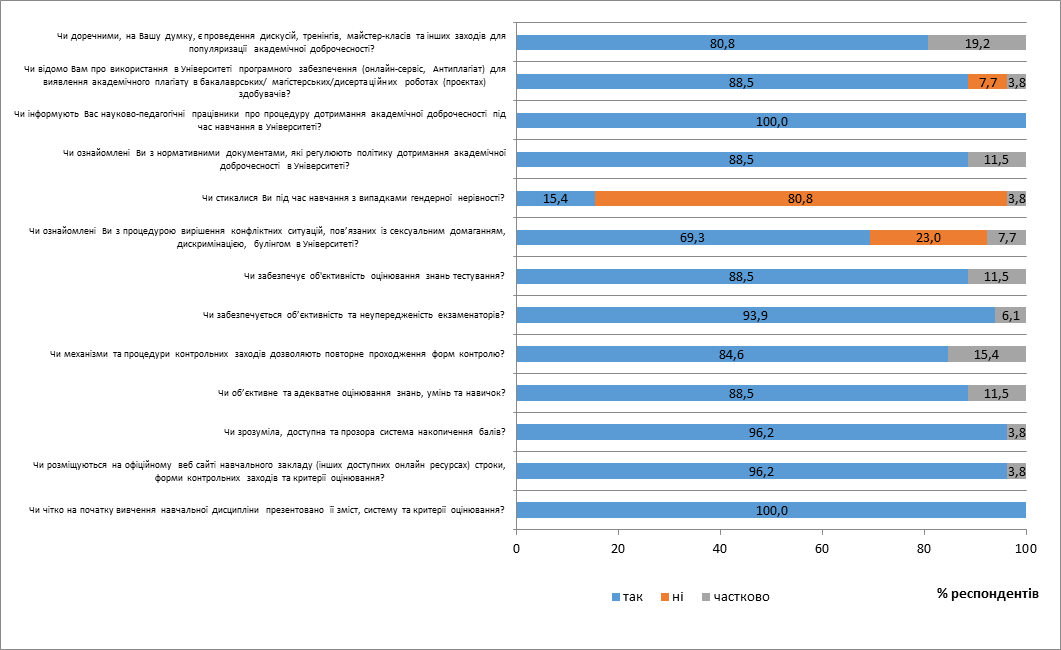 Чи доречними, на Вашу думку, є проведення дискусій, тренінгів, майстер-класів та інших заходів для
популяризації академічної доброчесності?
80,8 19,2
Чи відомо Вам про використання в Університеті програмного забезпечення (онлайн-сервіс, Антиплагіат) для
виявлення академічного плагіату в бакалаврських/ магістерських/дисертаційних роботах (проектах)
здобувачів?
88,5 7,7 3,8
Чи інформують Вас науково-педагогічні працівники про процедуру дотримання академічної доброчесності під
час навчання в Університеті?
100,0
Чи ознайомлені Ви з нормативними документами, які регулюють політику дотримання академічної
доброчесності в Університеті?
88,5 11,5
Чи стикалися Ви під час навчання з випадками гендерної нерівності?
15,4 80,8 3,8
Чи ознайомлені Ви з процедурою вирішення конфліктних ситуацій, пов’язаних із сексуальним домаганням,
дискримінацією, булінгом в Університеті?
69,3 23,0 7,7
Чи забезпечує об'єктивність оцінювання знань тестування?
88,5 11,5
Чи забезпечується об’єктивність та неупередженість екзаменаторів?
93,9 6,1
Чи механізми та процедури контрольних заходів дозволяють повторне проходження форм контролю?
84,6 15,4
Чи об’єктивне та адекватне оцінювання знань, умінь та навичок?
88,5 11,5
Чи зрозуміла, доступна та прозора система накопичення балів?
96,2 3,8
Чи розміщуються на офіційному веб сайті навчального закладу (інших доступних онлайн ресурсах) строки,
форми контрольних заходів та критерії оцінювання?
96,2 3,8
Чи чітко на початку вивчення навчальної дисципліни презентовано її зміст, систему та критерії оцінювання?
100,0
0 20 40 60 80 100
так ні частково
% респондентів